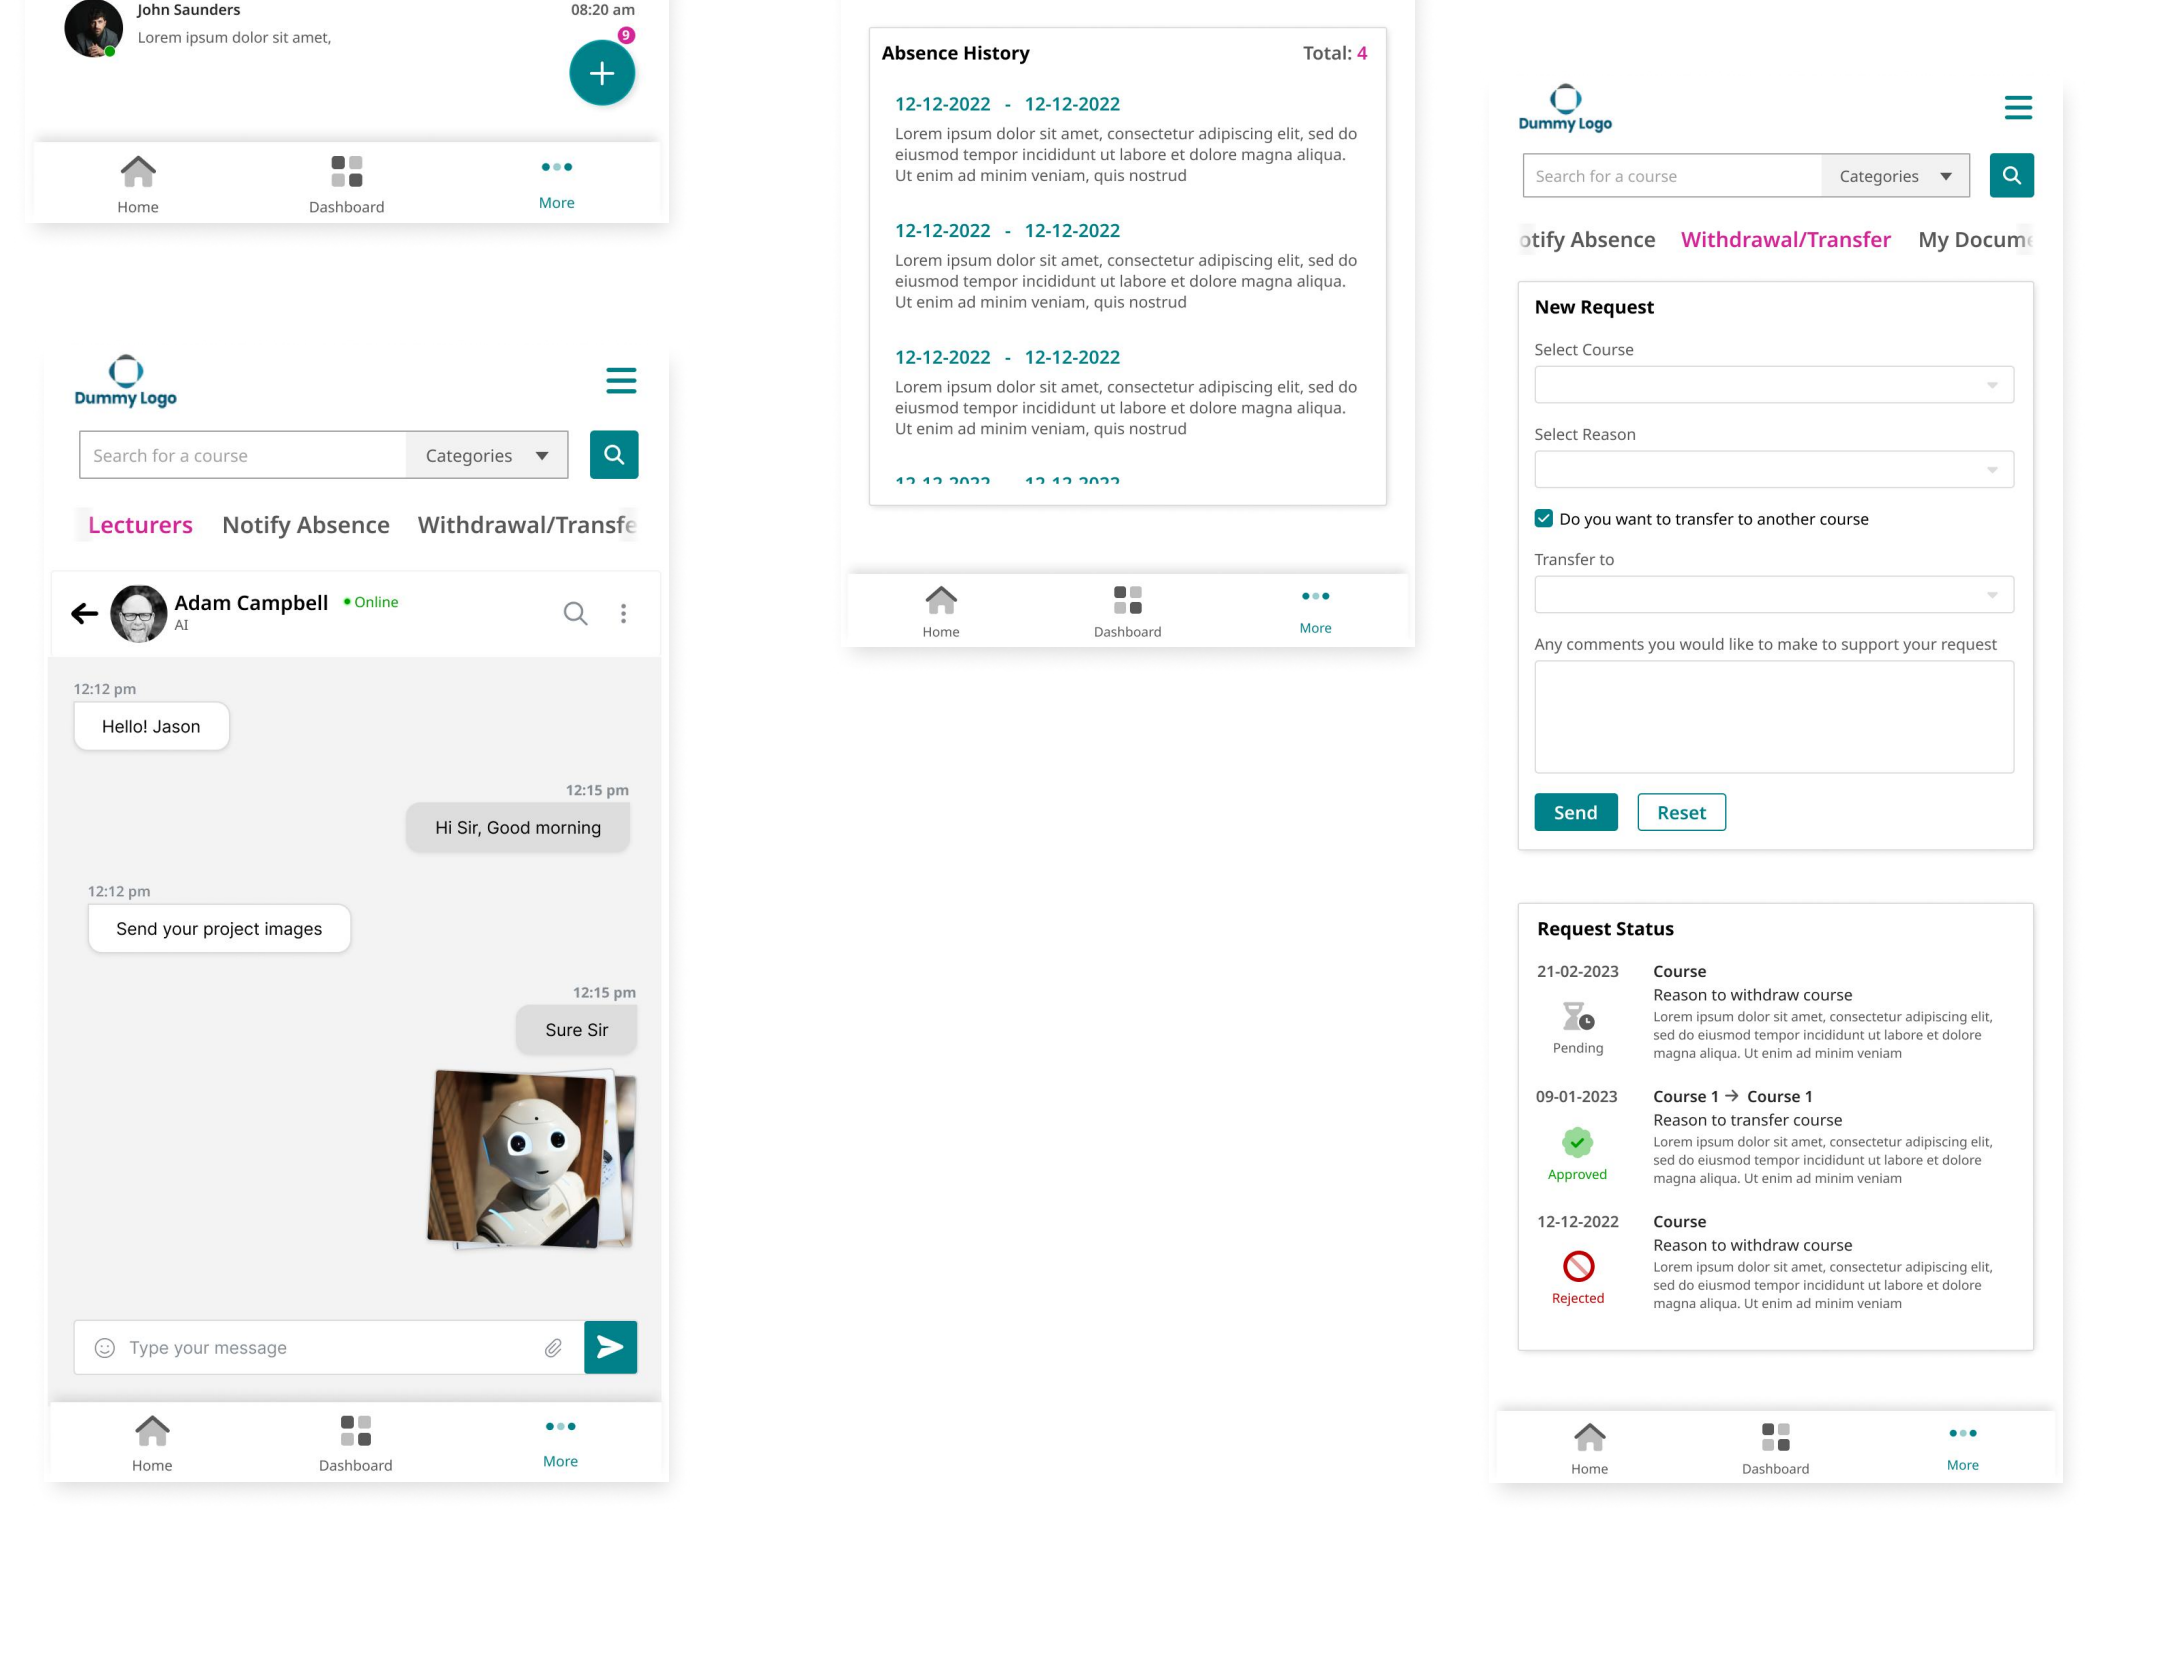 John Saunders
08:20 am
Lorem ipsum dolor sit amet,
9
Home
Dashboard
More
Dummy Logo
Search for a course
Categories
Lecturers
Notify Absence
Withdrawal/Transfe
Adam Campbell
Online
AI
12:12 pm
Hello! Jason
12:15 pm
Hi Sir, Good morning
12:12 pm
Send your project images
12:15 pm
Sure Sir
Type your message
Home
Dashboard
More
Absence History
Total: 4
12-12-2022 - 12-12-2022
Lorem ipsum dolor sit amet, consectetur adipiscing elit, sed do
eiusmod tempor incididunt ut labore et dolore magna aliqua.
Ut enim ad minim veniam, quis nostrud
12-12-2022 - 12-12-2022
Lorem ipsum dolor sit amet, consectetur adipiscing elit, sed do
eiusmod tempor incididunt ut labore et dolore magna aliqua.
Ut enim ad minim veniam, quis nostrud
12-12-2022 - 12-12-2022
Lorem ipsum dolor sit amet, consectetur adipiscing elit, sed do
eiusmod tempor incididunt ut labore et dolore magna aliqua.
Ut enim ad minim veniam, quis nostrud
12-12-2022 - 12-12-2022
Home
Dashboard
More
Dummy Logo
Search for a course
Categories
otify Absence
Withdrawal/Transfer
My Docume
New Request
Select Course
Select Reason
Do you want to transfer to another course
Transfer to
Any comments you would like to make to support your request
Send
Reset
Request Status
21-02-2023
Course
Reason to withdraw course
Lorem ipsum dolor sit amet, consectetur adipiscing elit,
sed do eiusmod tempor incididunt ut labore et dolore
magna aliqua. Ut enim ad minim veniam
Pending
09-01-2023
Course 1 → Course 1
Reason to transfer course
Lorem ipsum dolor sit amet, consectetur adipiscing elit,
sed do eiusmod tempor incididunt ut labore et dolore
magna aliqua. Ut enim ad minim veniam
Approved
12-12-2022
Course
Reason to withdraw course
Lorem ipsum dolor sit amet, consectetur adipiscing elit,
sed do eiusmod tempor incididunt ut labore et dolore
magna aliqua. Ut enim ad minim veniam
Rejected
Home
Dashboard
More